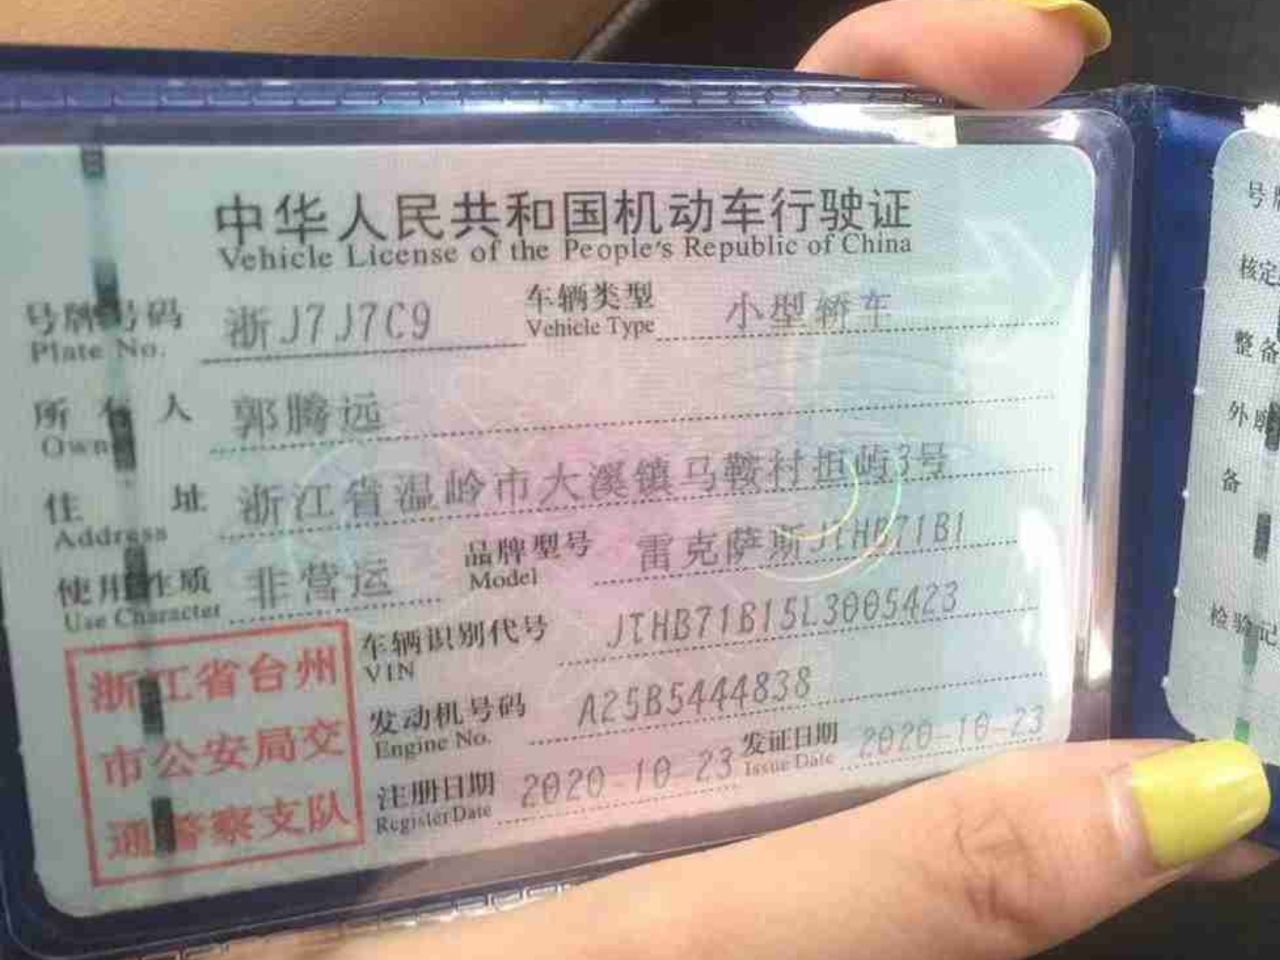 中华人民共和国机动车行驶证
Vehicle License of the People's Republic of China
号牌号码 浙J7J7C9 车辆类型 小型轿车
Plate No. Vehicle Type
所有人 郭腾远
Owner
住址 浙江省温岭市大溪镇马鞍村担屿3号
Address
使用性质 非营运 品牌型号 雷克萨斯JTHB71B1
Use Character Model
车辆识别代号 JTHB71B15L3005423
VIN
发动机号码 A25B5444838
Engine No.
注册日期 2020-10-23 发证日期 2020-10-23
Register Date Issue Date
浙江省台州
市公安局交
通警察支队
号牌
核定
整备
外廓
备
检验记